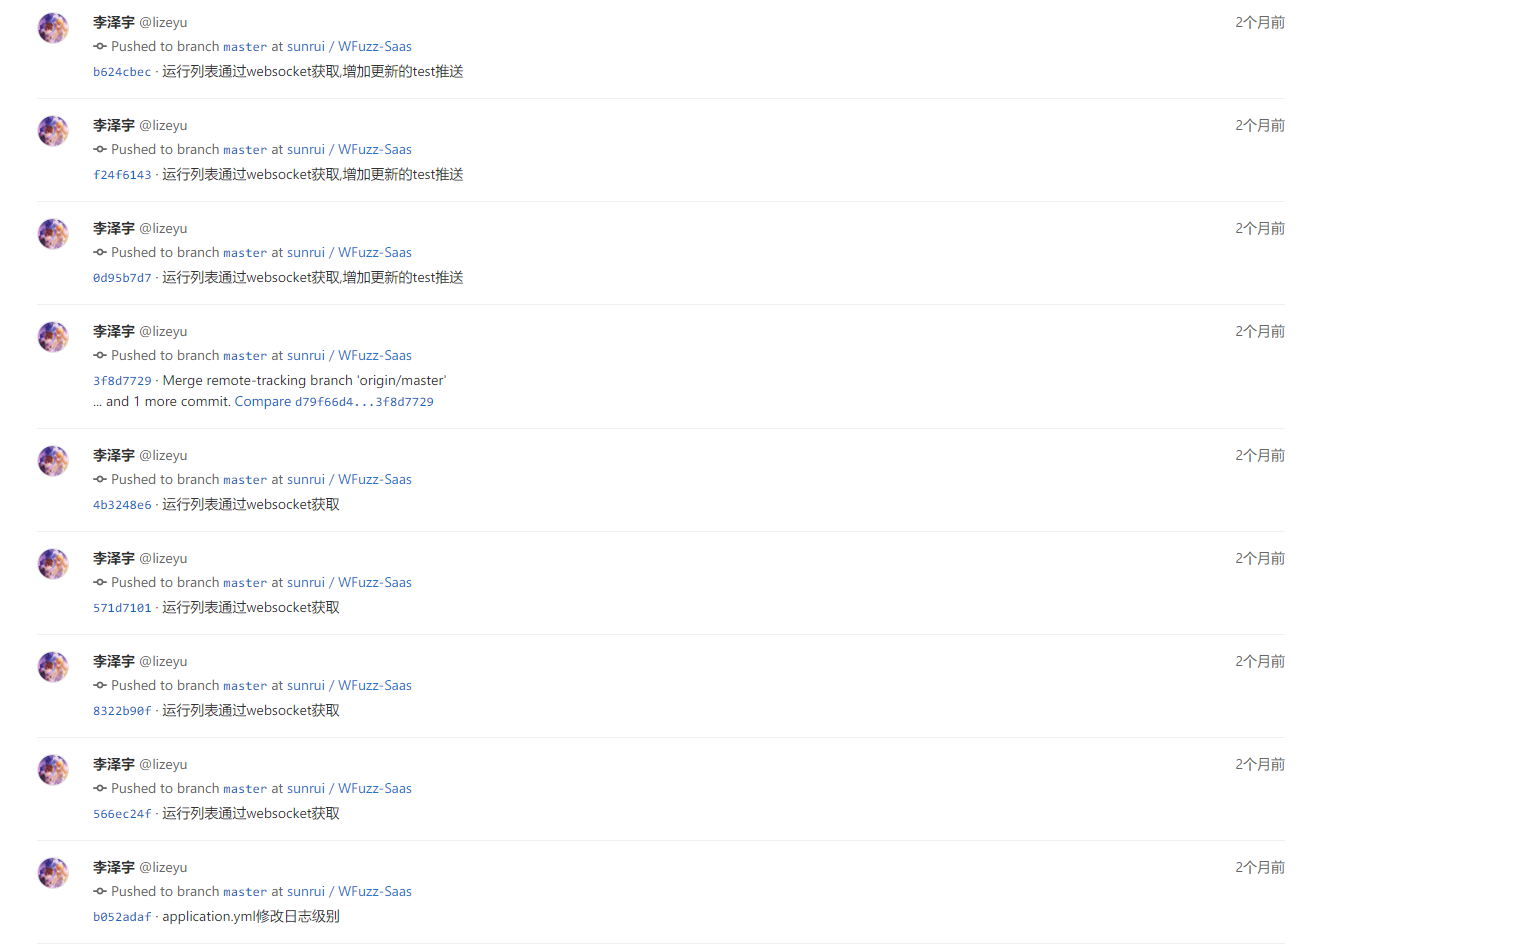 李泽宇 @lizeyu 2个月前
Pushed to branch master at sunrui / WFuzz-Saas
b624cbec · 运行列表通过websocket获取,增加更新的test推送
李泽宇 @lizeyu 2个月前
Pushed to branch master at sunrui / WFuzz-Saas
f24f6143 · 运行列表通过websocket获取,增加更新的test推送
李泽宇 @lizeyu 2个月前
Pushed to branch master at sunrui / WFuzz-Saas
0d95b7d7 · 运行列表通过websocket获取,增加更新的test推送
李泽宇 @lizeyu 2个月前
Pushed to branch master at sunrui / WFuzz-Saas
3f8d7729 · Merge remote-tracking branch 'origin/master'
... and 1 more commit. Compare d79f66d4...3f8d7729
李泽宇 @lizeyu 2个月前
Pushed to branch master at sunrui / WFuzz-Saas
4b3248e6 · 运行列表通过websocket获取
李泽宇 @lizeyu 2个月前
Pushed to branch master at sunrui / WFuzz-Saas
571d7101 · 运行列表通过websocket获取
李泽宇 @lizeyu 2个月前
Pushed to branch master at sunrui / WFuzz-Saas
8322b90f · 运行列表通过websocket获取
李泽宇 @lizeyu 2个月前
Pushed to branch master at sunrui / WFuzz-Saas
566ec24f · 运行列表通过websocket获取
李泽宇 @lizeyu 2个月前
Pushed to branch master at sunrui / WFuzz-Saas
b052adaf · application.yml修改日志级别